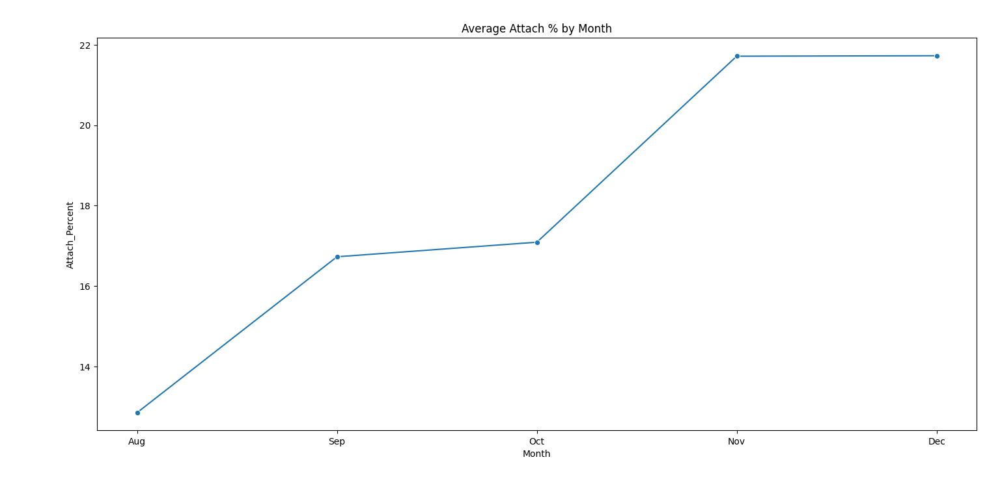 Average Attach % by Month
22
20
18
16
14
Attach_Percent
Aug Sep Oct Nov Dec
Month